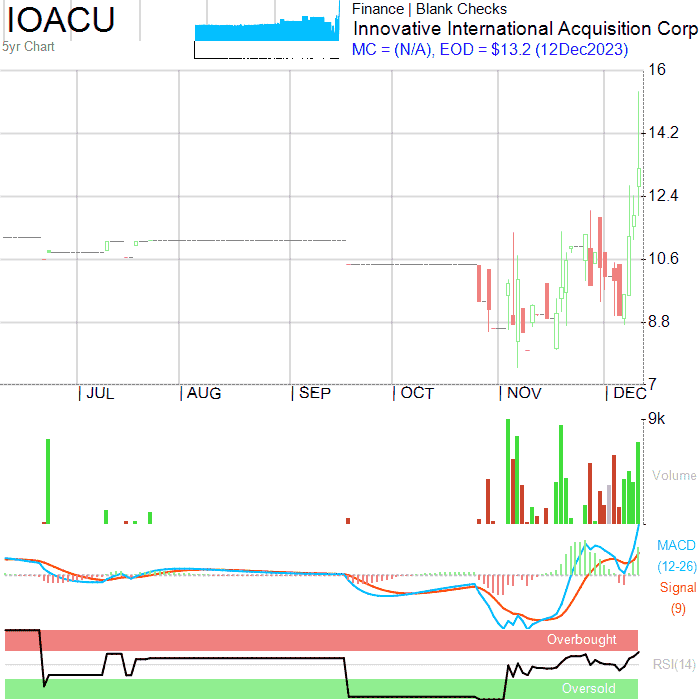 IOACU
5yr Chart
Finance | Blank Checks
Innovative International Acquisition Corp
MC = (N/A), EOD = $13.2 (12Dec2023)
16
14.2
12.4
10.6
8.8
7
| JUL | AUG | SEP | OCT | NOV | DEC
9k
Volume
MACD
(12-26)
Signal
(9)
Overbought
RSI(14)
Oversold